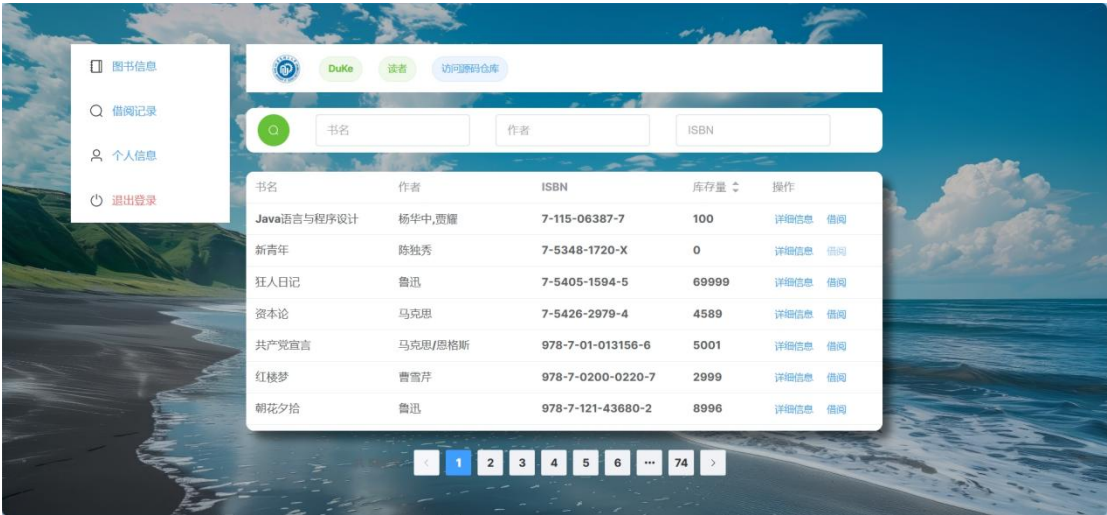 图书信息
借阅记录
个人信息
退出登录
DuKe 读者 访问源码仓库
书名 作者 ISBN
书名 作者 ISBN 库存量 操作
Java语言与程序设计 杨华中,贾耀 7-115-06387-7 100 详细信息 借阅
新青年 陈独秀 7-5348-1720-X 0 详细信息 借阅
狂人日记 鲁迅 7-5405-1594-5 69999 详细信息 借阅
资本论 马克思 7-5426-2979-4 4589 详细信息 借阅
共产党宣言 马克思/恩格斯 978-7-01-013156-6 5001 详细信息 借阅
红楼梦 曹雪芹 978-7-0200-0220-7 2999 详细信息 借阅
朝花夕拾 鲁迅 978-7-121-43680-2 8996 详细信息 借阅
< 1 2 3 4 5 6 ••• 74 >